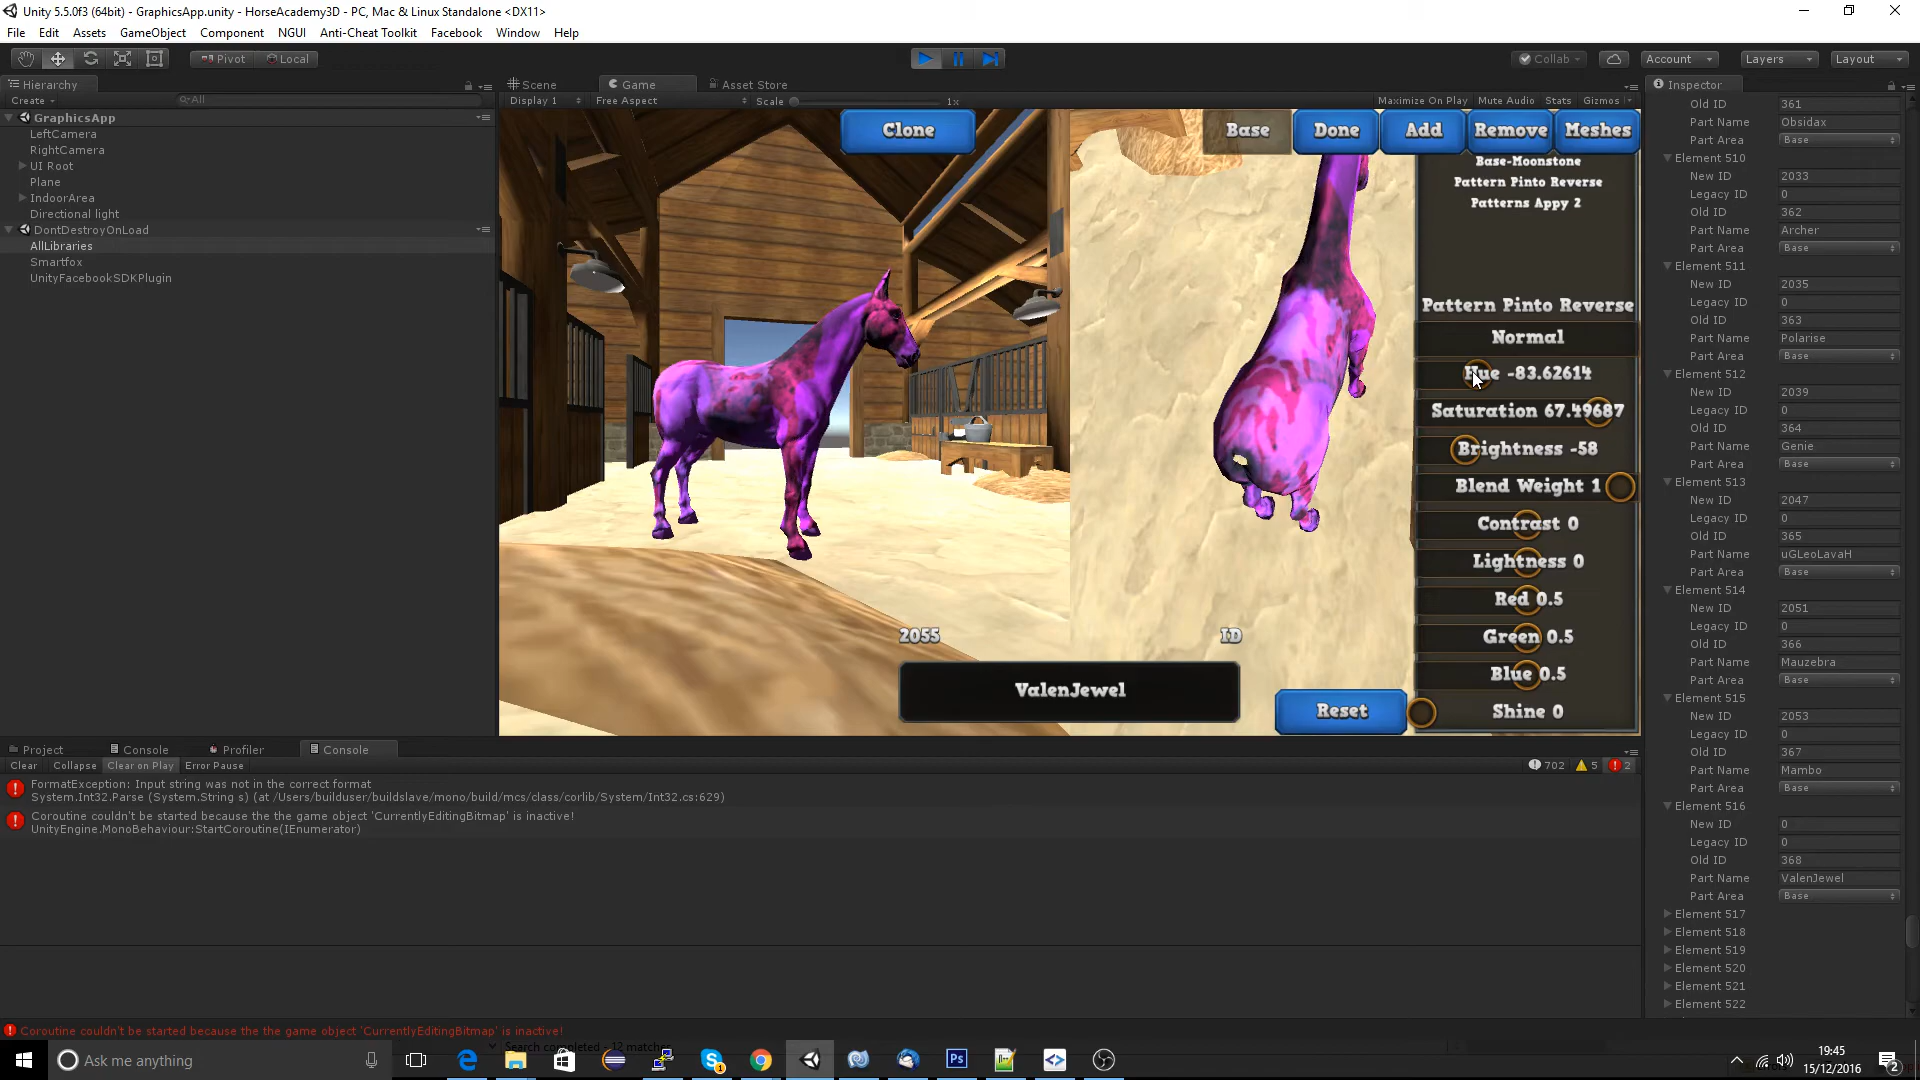 Unity 5.5.0f3 (64bit) - GraphicsApp.unity - HorseAcademy3D - PC, Mac & Linux Standalone <DX11>
File Edit Assets GameObject Component NGUI Anti-Cheat Toolkit Facebook Window Help
Pivot Local Collab Account Layers Layout
Hierarchy
Create All
GraphicsApp
LeftCamera
RightCamera
UI Root
Plane
IndoorArea
Directional light
DontDestroyOnLoad
AllLibraries
Smartfox
UnityFacebookSDKPlugin
Scene Game Asset Store
Display 1 Free Aspect Scale 1x Maximize On Play Mute Audio Stats Gizmos
Clone Base Done Add Remove Meshes
Base-Moonstone
Pattern Pinto Reverse
Patterns Appy 2
Pattern Pinto Reverse
Normal
Hue -83.62614
Saturation 67.49687
Brightness -58
Blend Weight 1
Contrast 0
Lightness 0
Red 0.5
Green 0.5
Blue 0.5
Shine 0
2055 ID
ValenJewel
Reset
Inspector
Old ID 361
Part Name Obsidax
Part Area Base
Element 510
New ID 2033
Legacy ID 0
Old ID 362
Part Name Archer
Part Area Base
Element 511
New ID 2035
Legacy ID 0
Old ID 363
Part Name Polarise
Part Area Base
Element 512
New ID 2039
Legacy ID 0
Old ID 364
Part Name Genie
Part Area Base
Element 513
New ID 2047
Legacy ID 0
Old ID 365
Part Name uGLeoLavaH
Part Area Base
Element 514
New ID 2051
Legacy ID 0
Old ID 366
Part Name Mauzebra
Part Area Base
Element 515
New ID 2053
Legacy ID 0
Old ID 367
Part Name Mambo
Part Area Base
Element 516
New ID 0
Legacy ID 0
Old ID 368
Part Name ValenJewel
Part Area Base
Element 517
Element 518
Element 519
Element 520
Element 521
Element 522
Project Console Profiler Console
Clear Collapse Clear on Play Error Pause 702 5 2
FormatException: Input string was not in the correct format
System.Int32.Parse (System.String s) (at /Users/builduser/buildslave/mono/build/mcs/class/corlib/System/Int32.cs:629)
Coroutine couldn't be started because the the game object 'CurrentlyEditingBitmap' is inactive!
UnityEngine.MonoBehaviour:StartCoroutine(IEnumerator)
Coroutine couldn't be started because the the game object 'CurrentlyEditingBitmap' is inactive!
Search completed - 12 matches
Ask me anything
19:45
15/12/2016